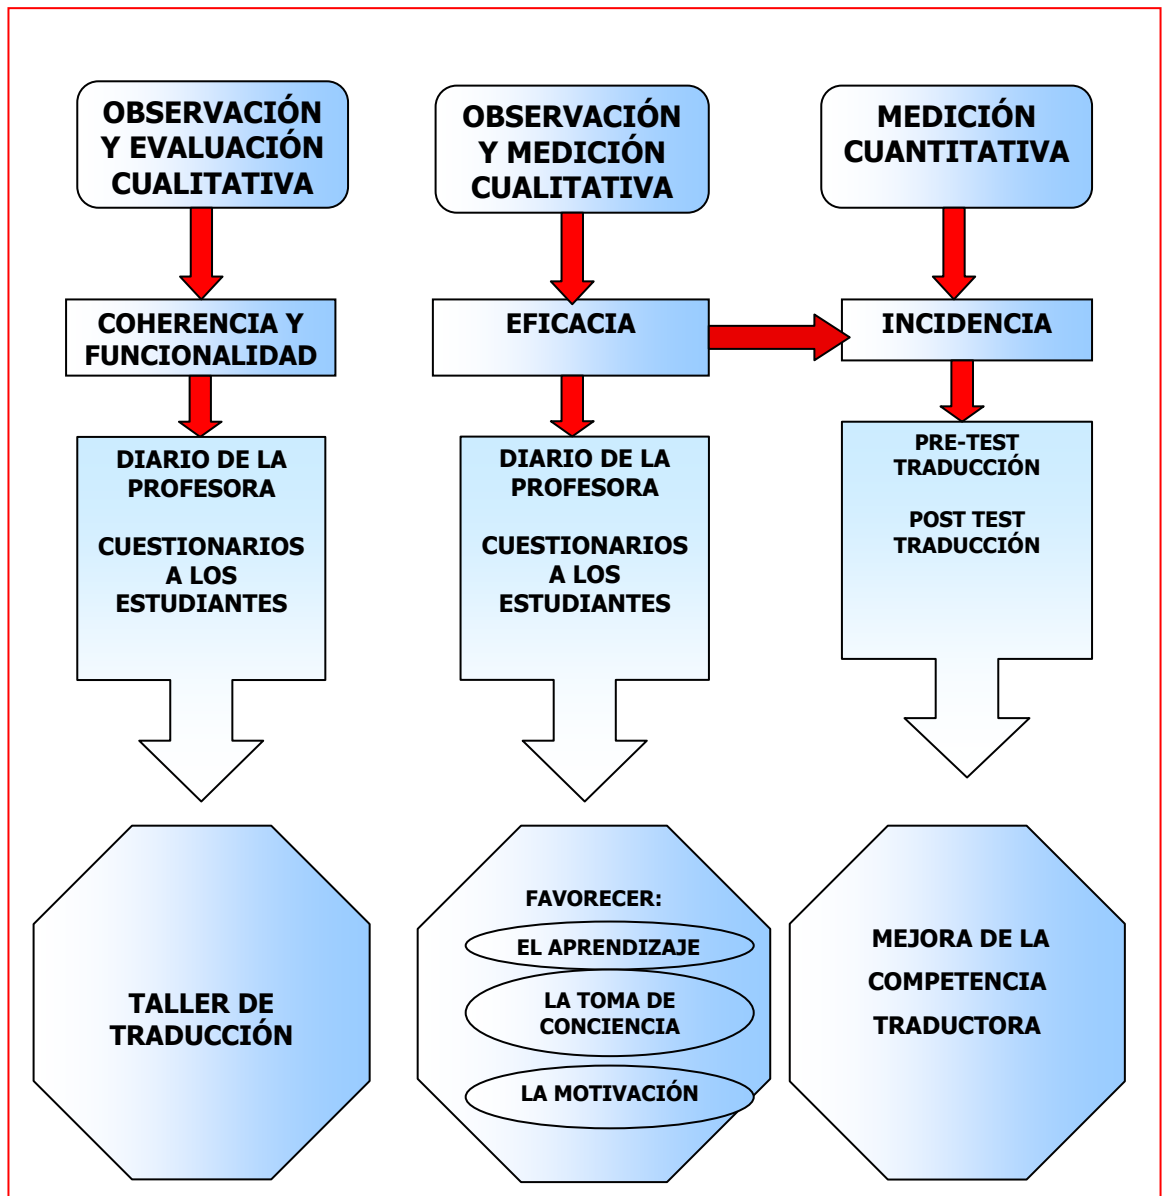 OBSERVACIÓN
Y EVALUACIÓN
CUALITATIVA
OBSERVACIÓN
Y MEDICIÓN
CUALITATIVA
MEDICIÓN
CUANTITATIVA
COHERENCIA Y
FUNCIONALIDAD
EFICACIA
INCIDENCIA
DIARIO DE LA
PROFESORA
CUESTIONARIOS
A LOS
ESTUDIANTES
DIARIO DE LA
PROFESORA
CUESTIONARIOS
A LOS
ESTUDIANTES
PRE-TEST
TRADUCCIÓN
POST TEST
TRADUCCIÓN
TALLER DE
TRADUCCIÓN
FAVORECER:
EL APRENDIZAJE
LA TOMA DE
CONCIENCIA
LA MOTIVACIÓN
MEJORA DE LA
COMPETENCIA
TRADUCTORA